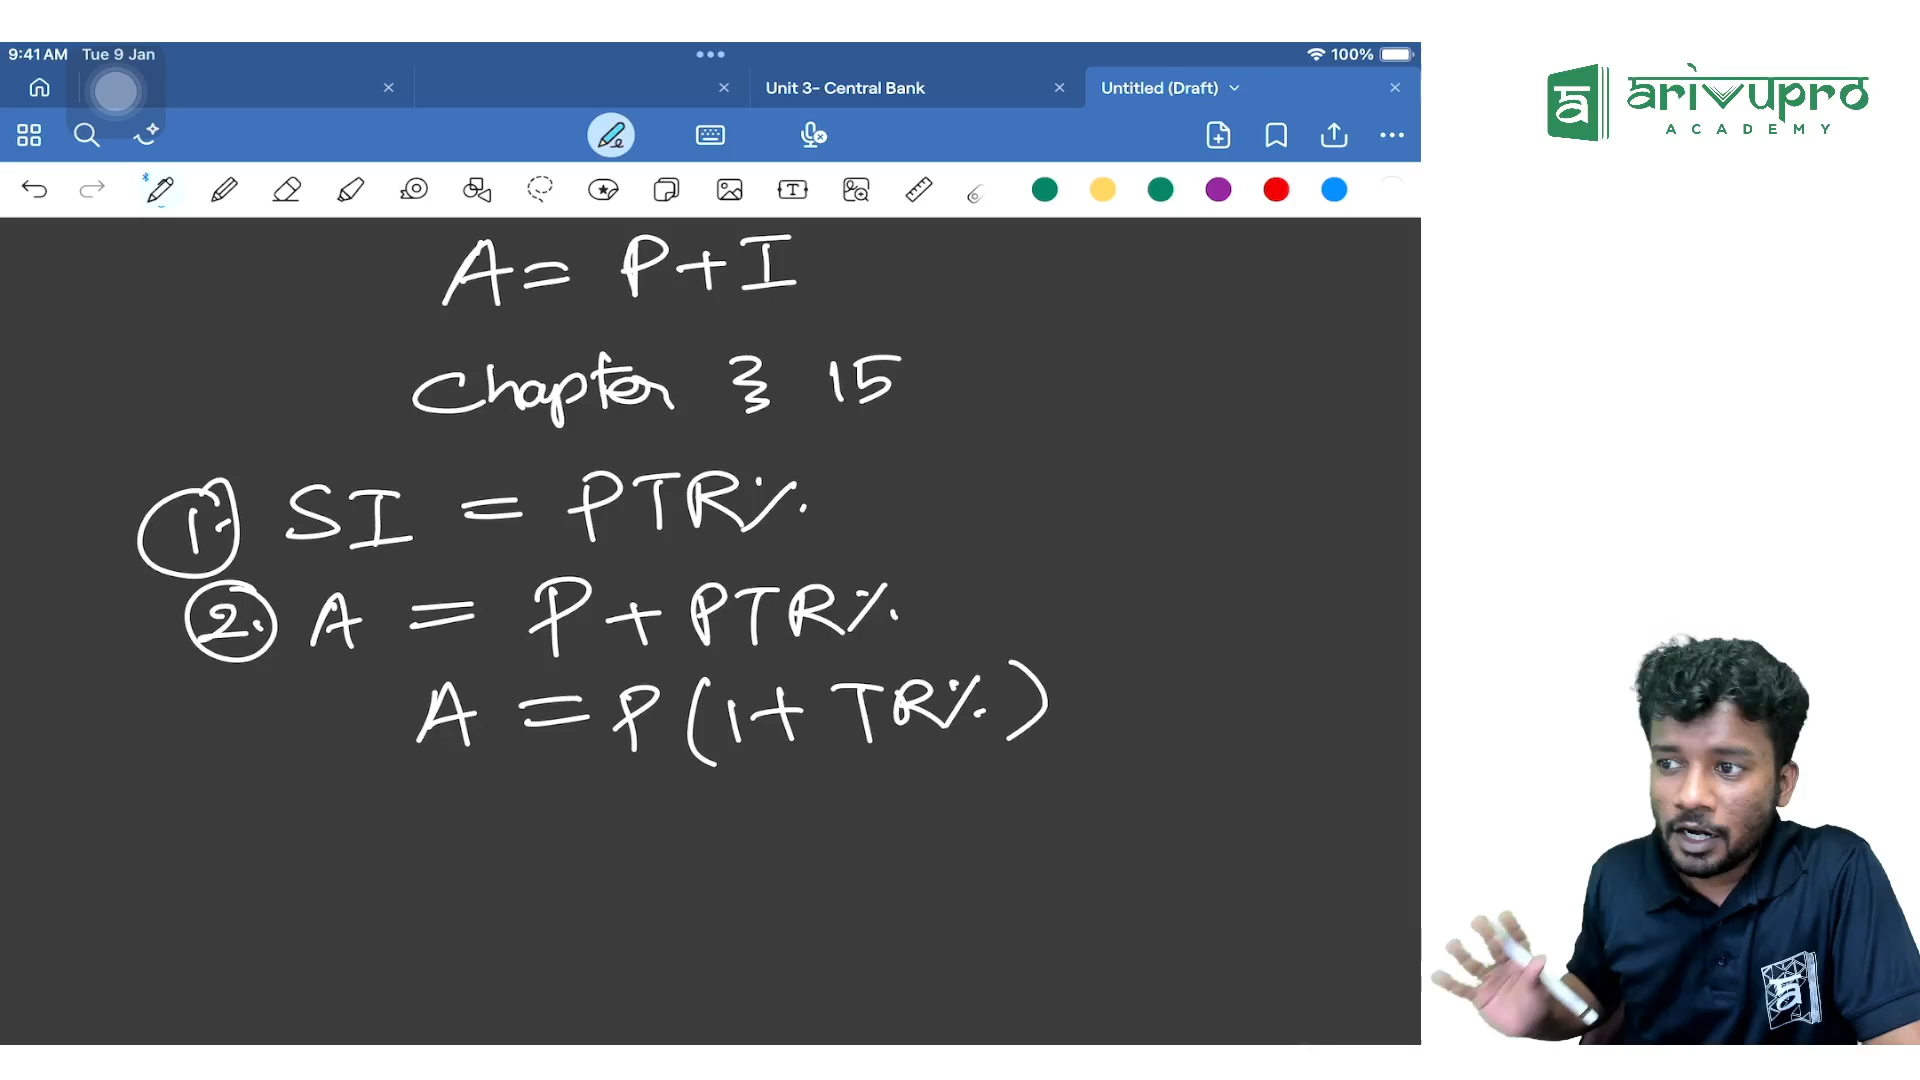 9:41 AM Tue 9 Jan
100%
Unit 3- Central Bank
Untitled (Draft)
arivupro
ACADEMY
A = P + I
Chapter 3 15
1. SI = PTR%
2. A = P + PTR%
A = P (1 + TR%)